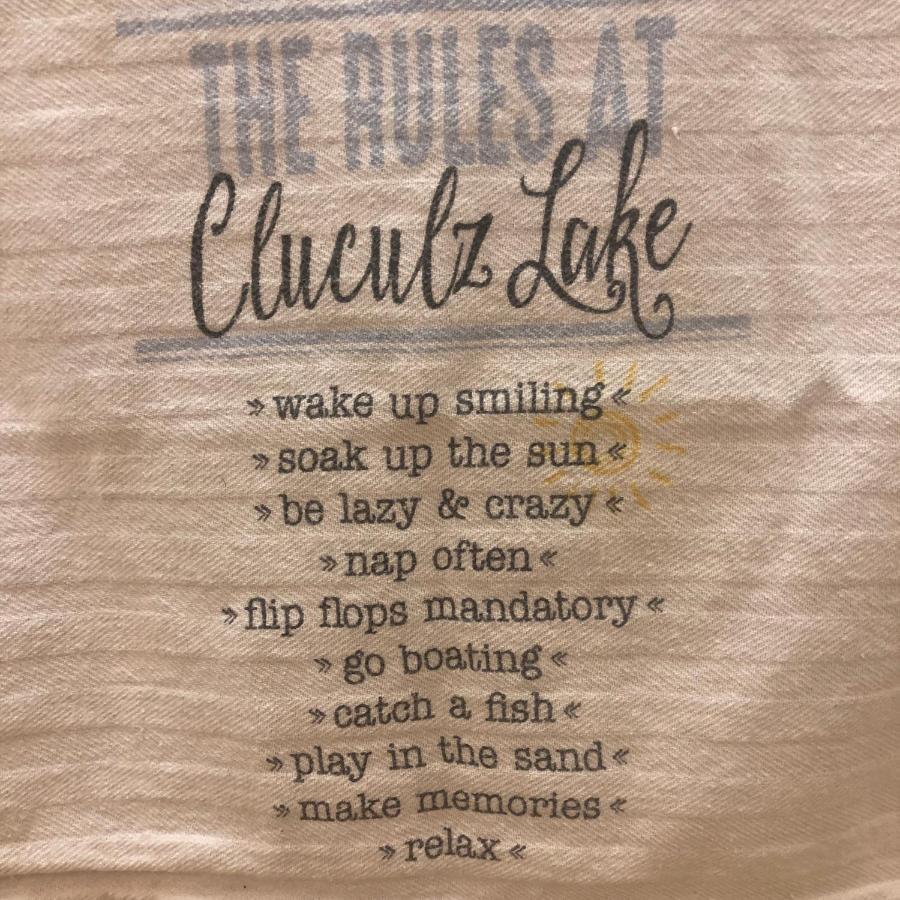 THE RULES AT
Cluculz Lake
» wake up smiling «
» soak up the sun «
» be lazy & crazy «
» nap often «
» flip flops mandatory «
» go boating «
» catch a fish «
» play in the sand «
» make memories «
» relax «